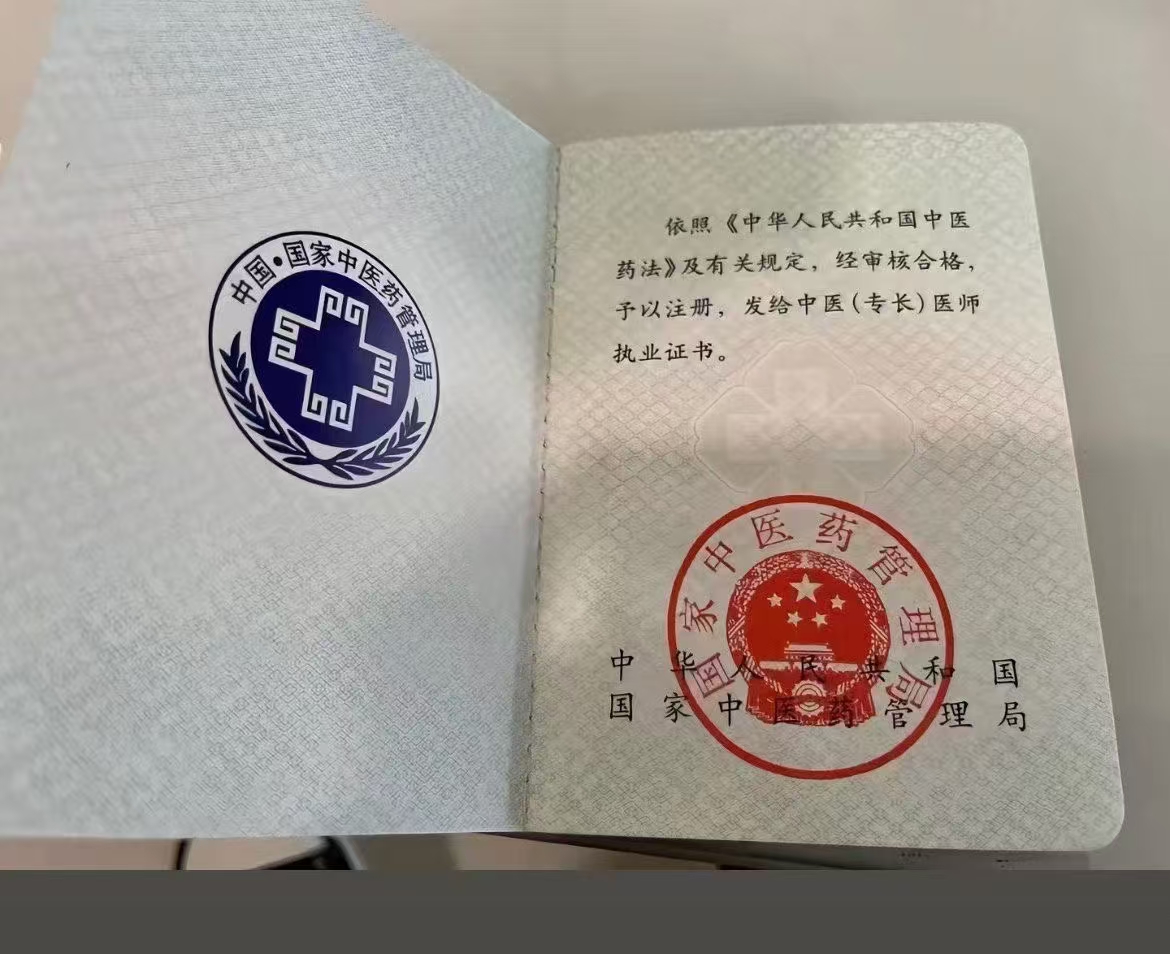 中国·国家中医药管理局
依照《中华人民共和国中医
药法》及有关规定，经审核合格，
予以注册，发给中医(专长)医师
执业证书。
国家中医药管理局
中华人民共和国
国家中医药管理局